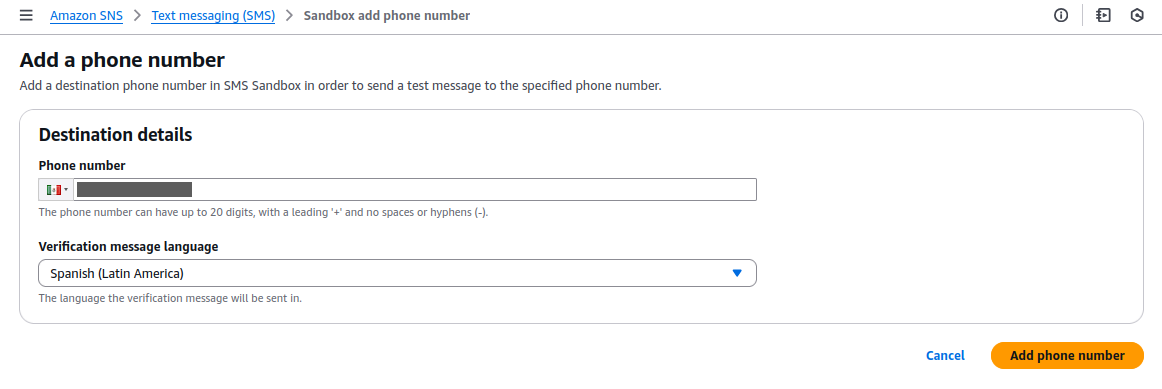 Amazon SNS > Text messaging (SMS) > Sandbox add phone number
Add a phone number
Add a destination phone number in SMS Sandbox in order to send a test message to the specified phone number.
Destination details
Phone number
The phone number can have up to 20 digits, with a leading '+' and no spaces or hyphens (-).
Verification message language
Spanish (Latin America)
The language the verification message will be sent in.
Cancel Add phone number